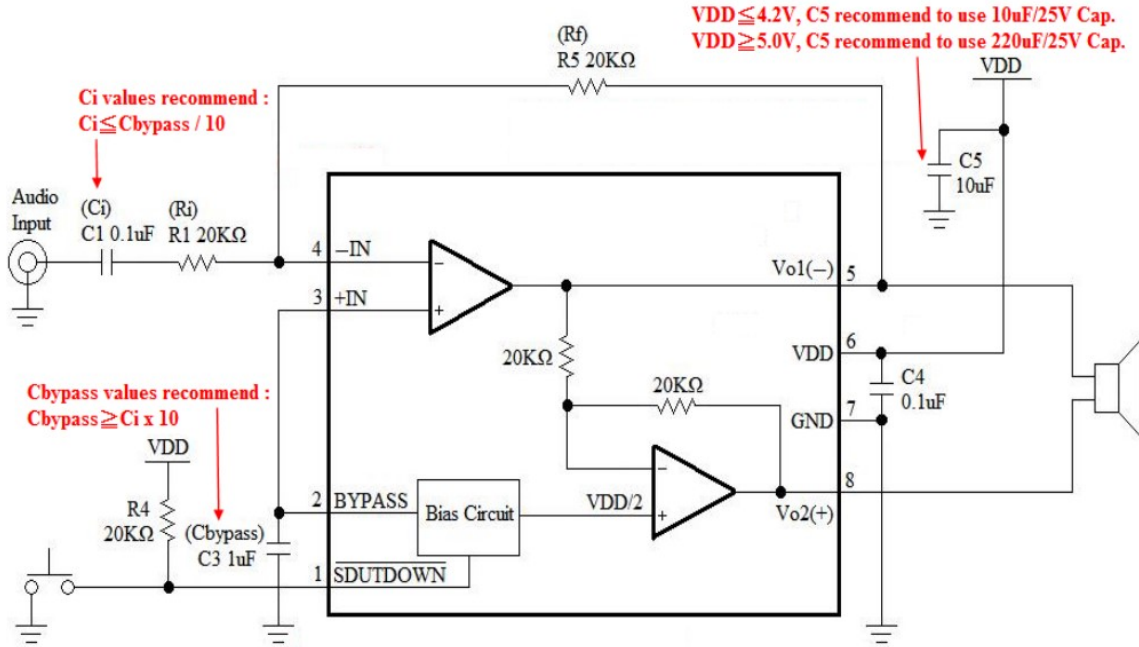 VDD≦4.2V, C5 recommend to use 10uF/25V Cap.
VDD≧5.0V, C5 recommend to use 220uF/25V Cap.
(Rf)
R5 20KΩ
VDD
Ci values recommend :
Ci≦Cbypass / 10
C5
10uF
Audio
Input
(Ci)
C1 0.1uF
(Ri)
R1 20KΩ
4
–IN
3
+IN
−
+
Vo1(–)
5
20KΩ
VDD
6
20KΩ
C4
0.1uF
GND
7
Cbypass values recommend :
Cbypass≧Ci x 10
VDD
R4
20KΩ
(Cbypass)
C3 1uF
2
BYPASS
Bias Circuit
VDD/2
−
+
8
Vo2(+)
1
SDUTDOWN